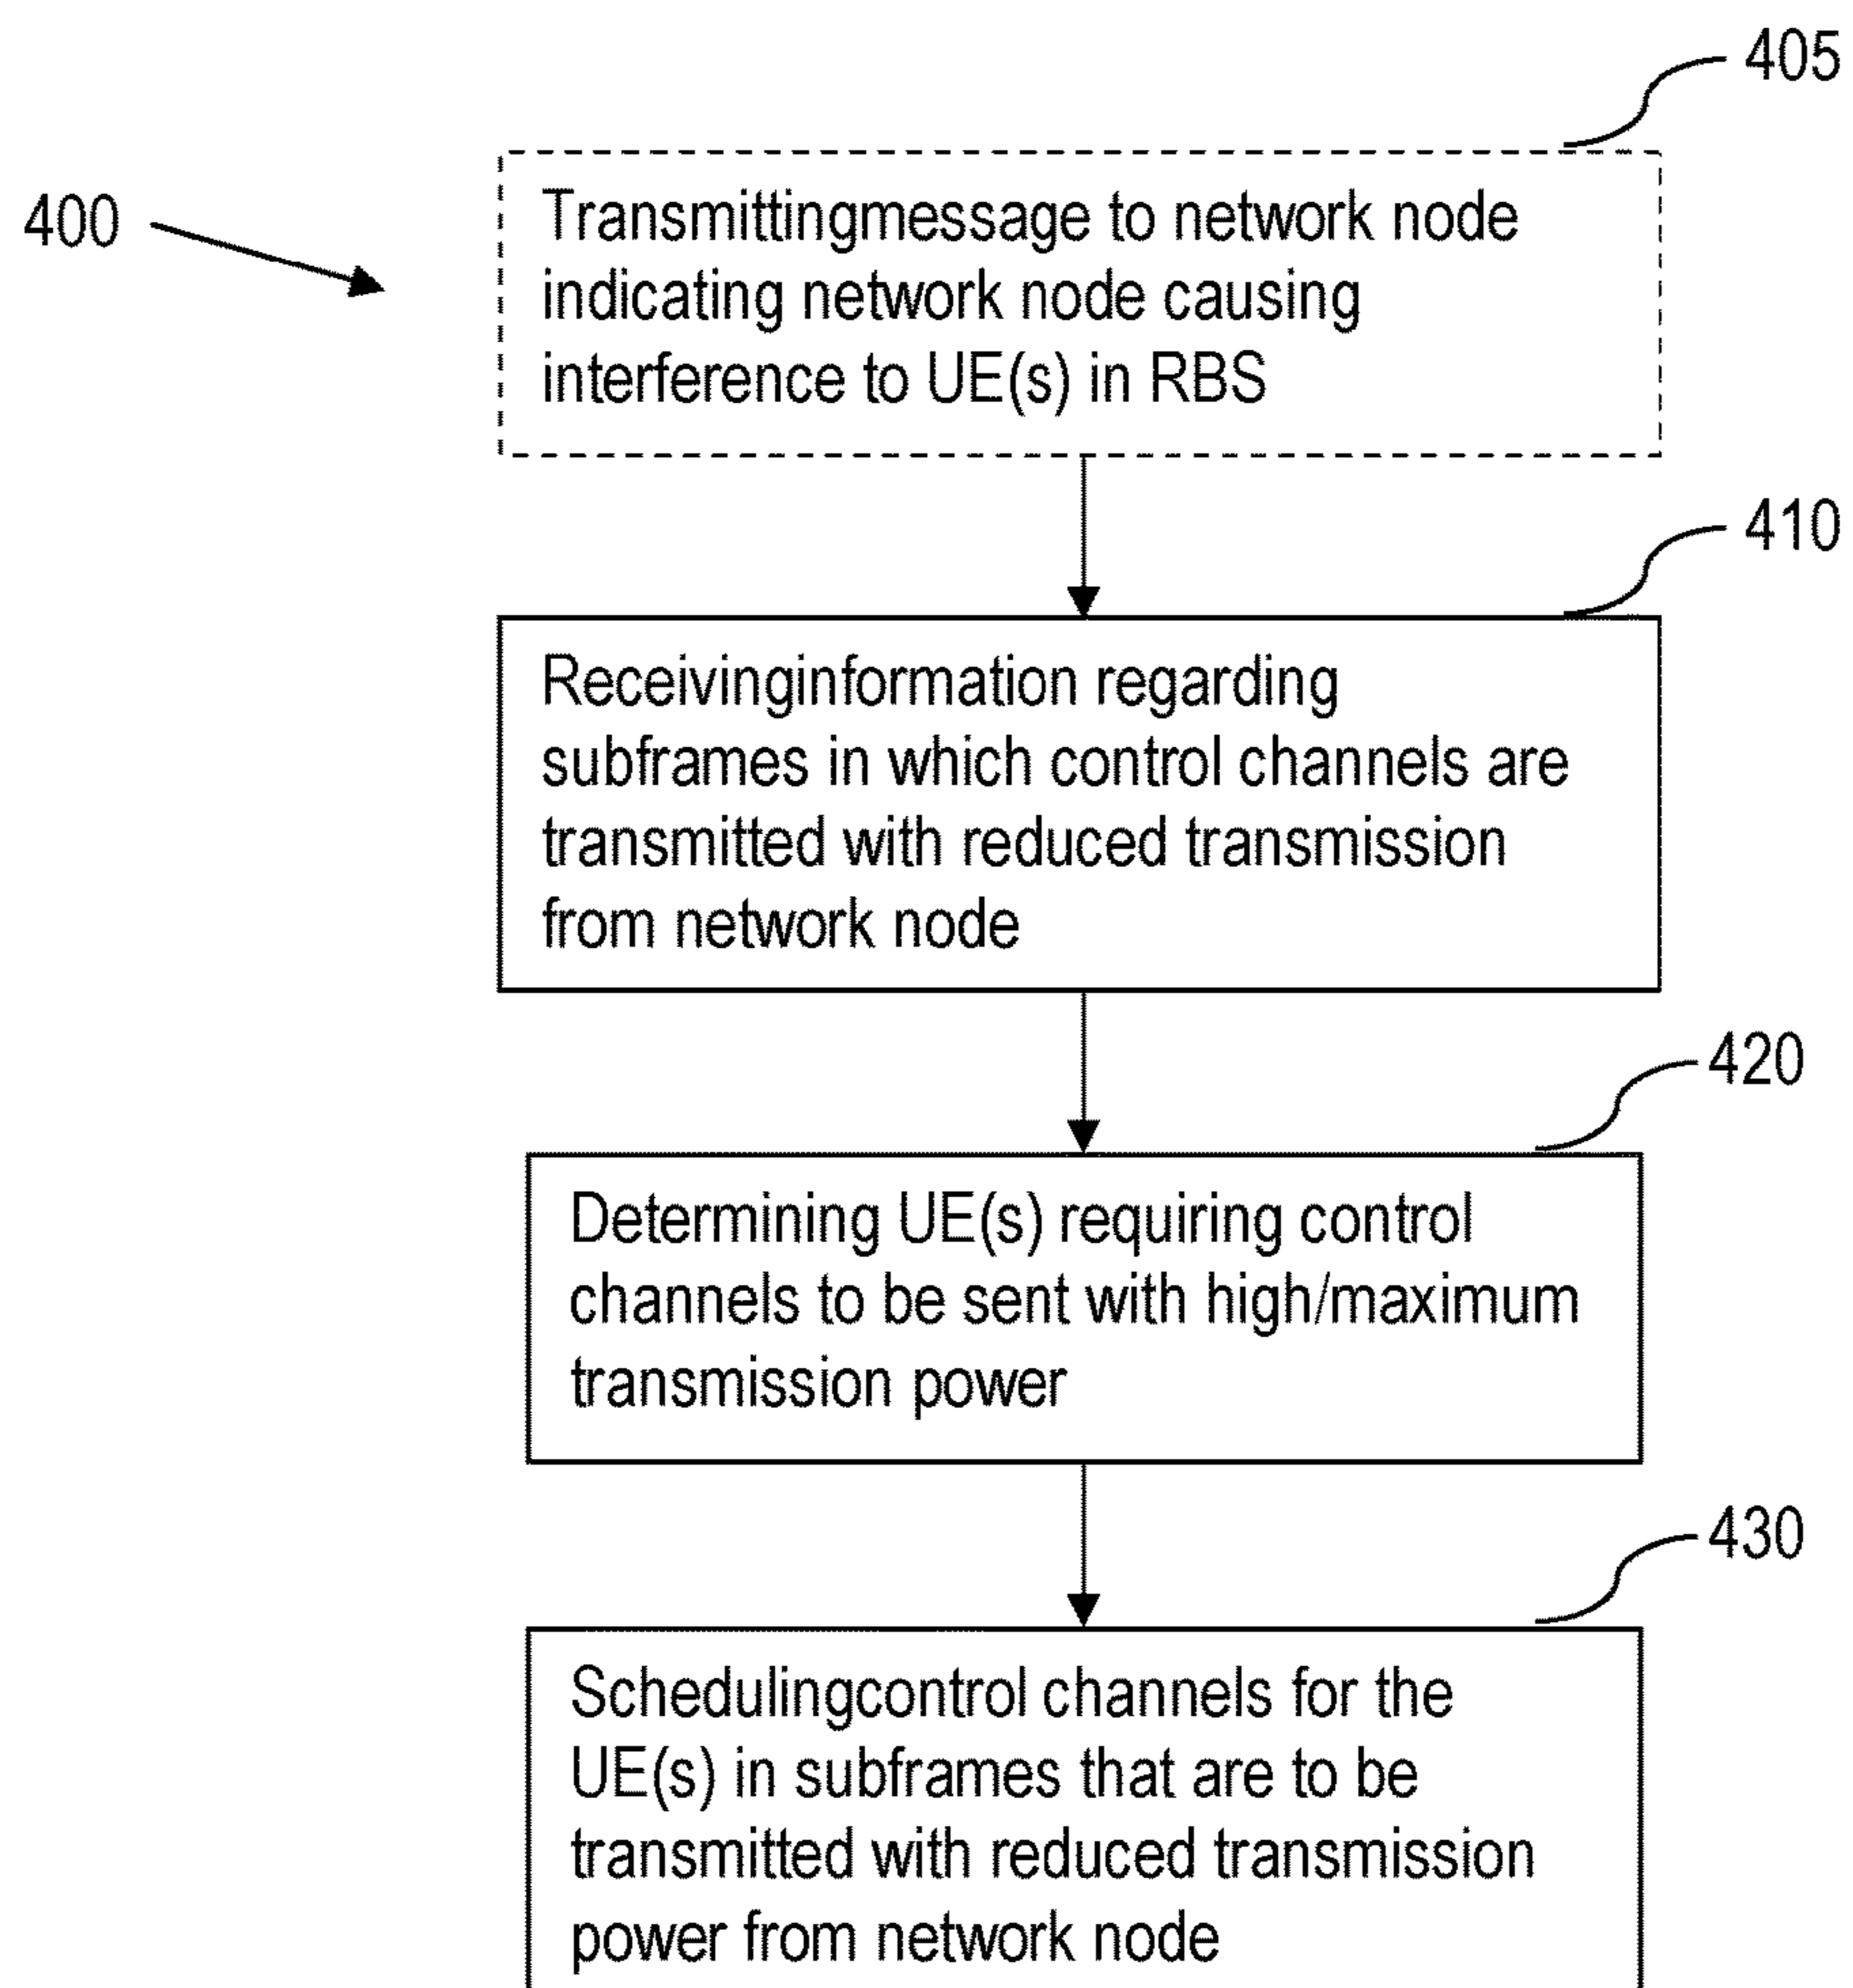 405
400
Transmittingmessage to network node
indicating network node causing
interference to UE(s) in RBS
410
Receivinginformation regarding
subframes in which control channels are
transmitted with reduced transmission
from network node
420
Determining UE(s) requiring control
channels to be sent with high/maximum
transmission power
430
Schedulingcontrol channels for the
UE(s) in subframes that are to be
transmitted with reduced transmission
power from network node